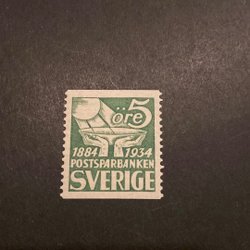 öre 5
1884 1934
POSTSPARBANKEN
SVERIGE